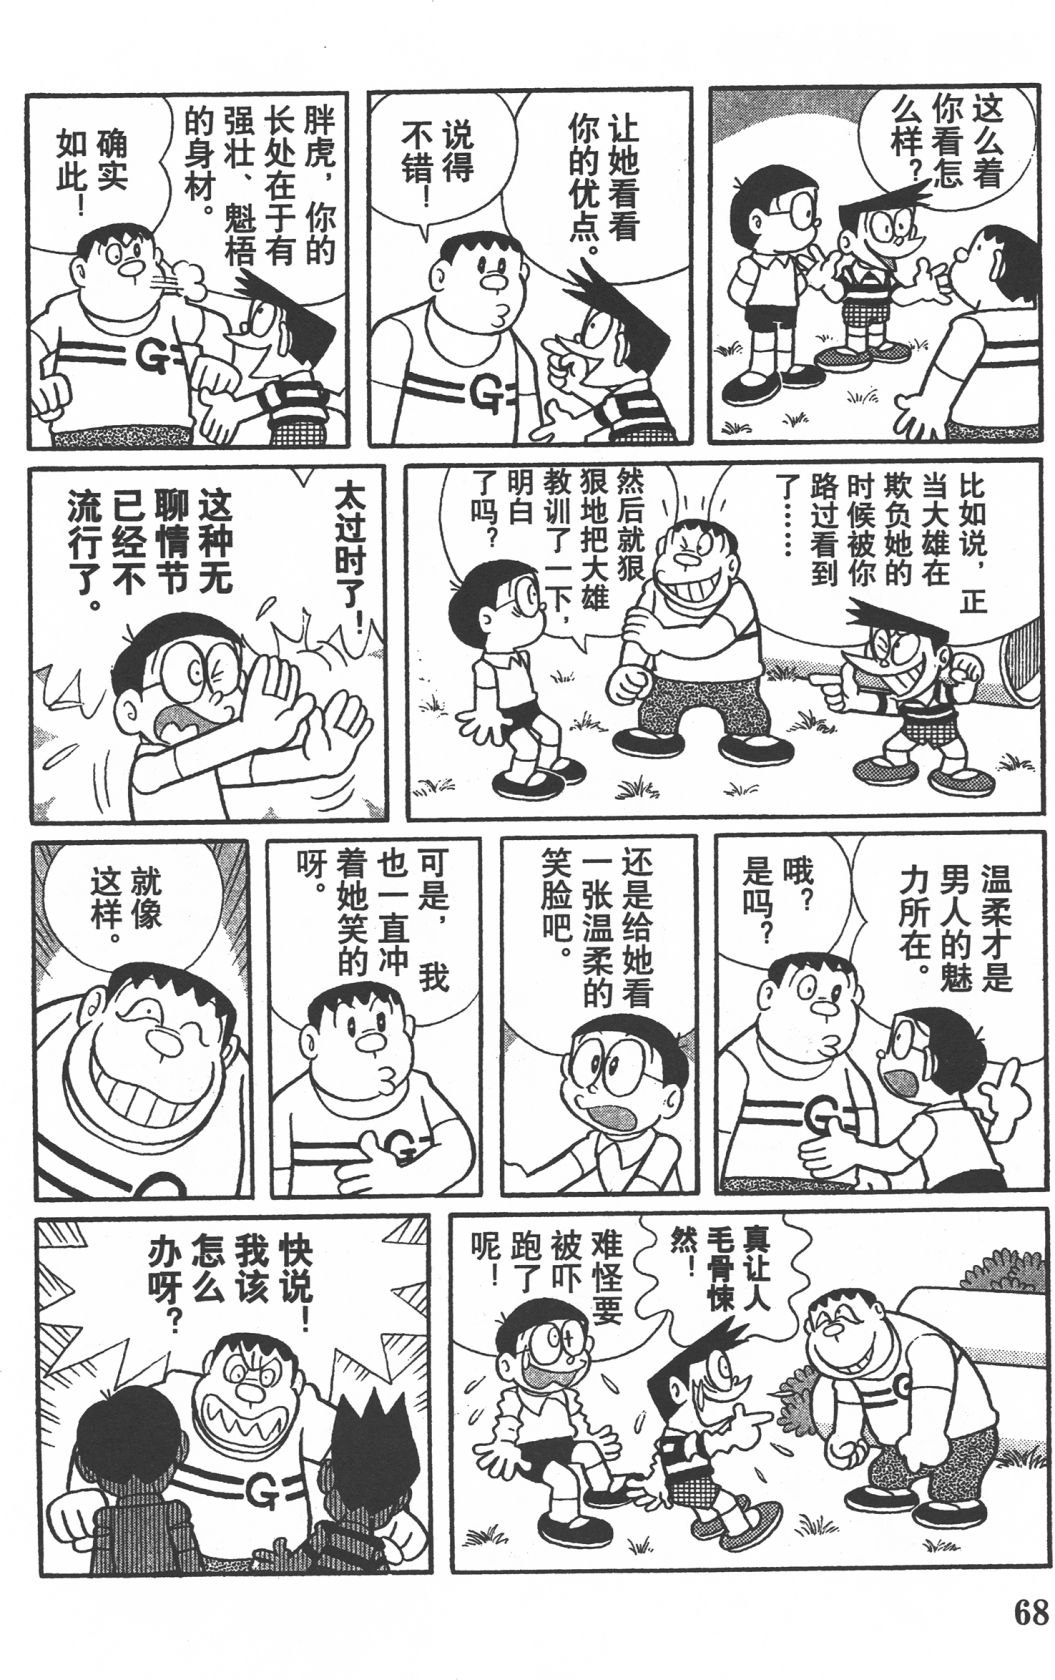 这么着
你看怎
么样？
让她看看
你的优点。
说得
不错！
胖虎，你的
长处在于有
强壮、魁梧
的身材。
确实
如此！
G
G
比如说，正
当大雄在
欺负她的
时候被你
路过看到
了……
然后就狠
狠地把大雄
教训了一下，
明白
了吗？
太过时了！
这种无
聊情节
已经不
流行了。
温柔才是
男人的魅
力所在。
哦？
是吗？
还是给她看
一张温柔的
笑脸吧。
可是，我
也一直冲
着她笑的
呀。
就像
这样。
G
G
真让人
毛骨悚
然！
难怪要
被吓
跑了
呢！
快说！
我该
怎么
办呀？
G
G
68